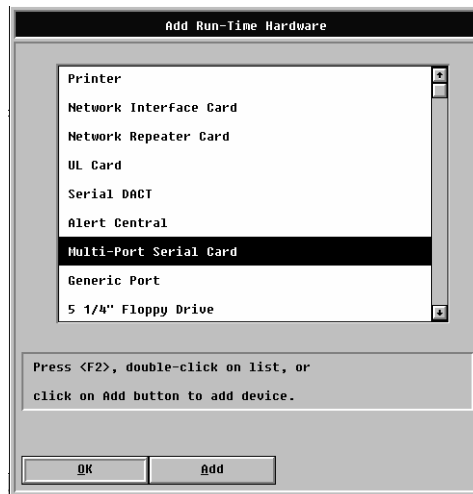 Add Run-Time Hardware
Printer
Network Interface Card
Network Repeater Card
UL Card
Serial DACT
Alert Central
Multi-Port Serial Card
Generic Port
5 1/4" Floppy Drive
Press <F2>, double-click on list, or
click on Add button to add device.
OK Add